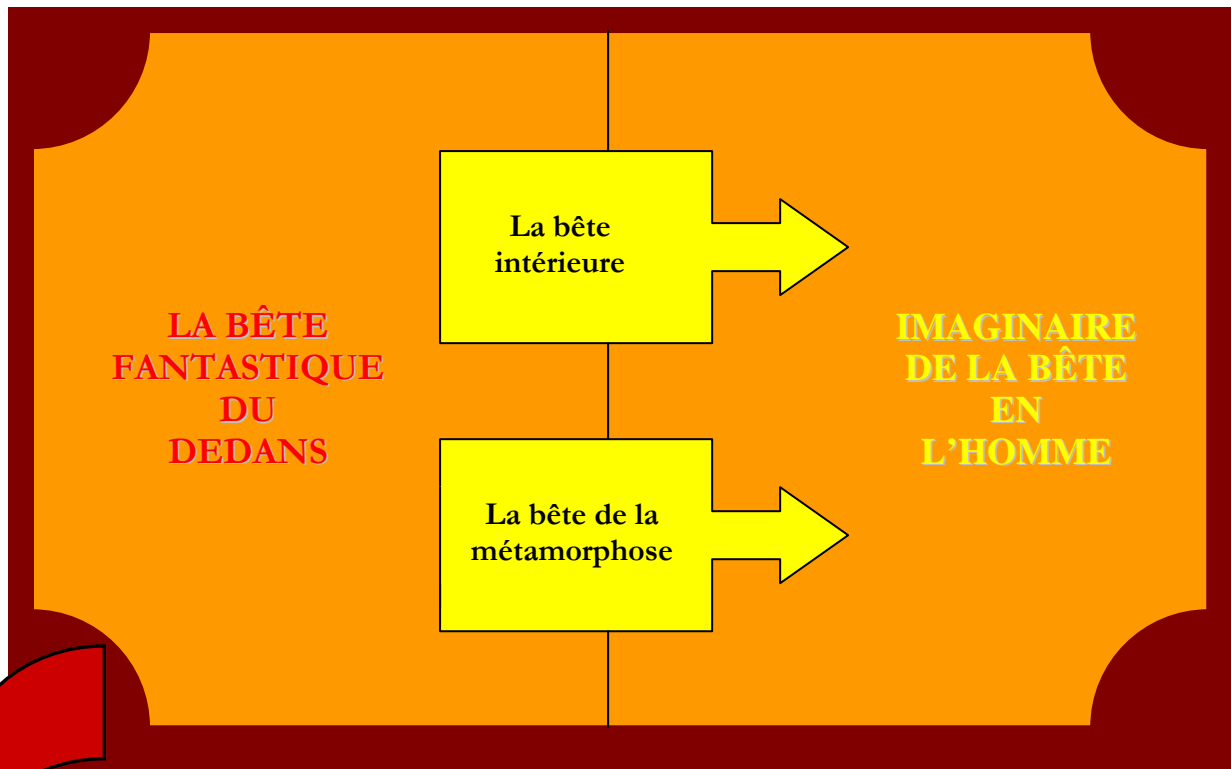 LA BÊTE
FANTASTIQUE
DU
DEDANS
La bête
intérieure
La bête de la
métamorphose
IMAGINAIRE
DE LA BÊTE
EN
L’HOMME